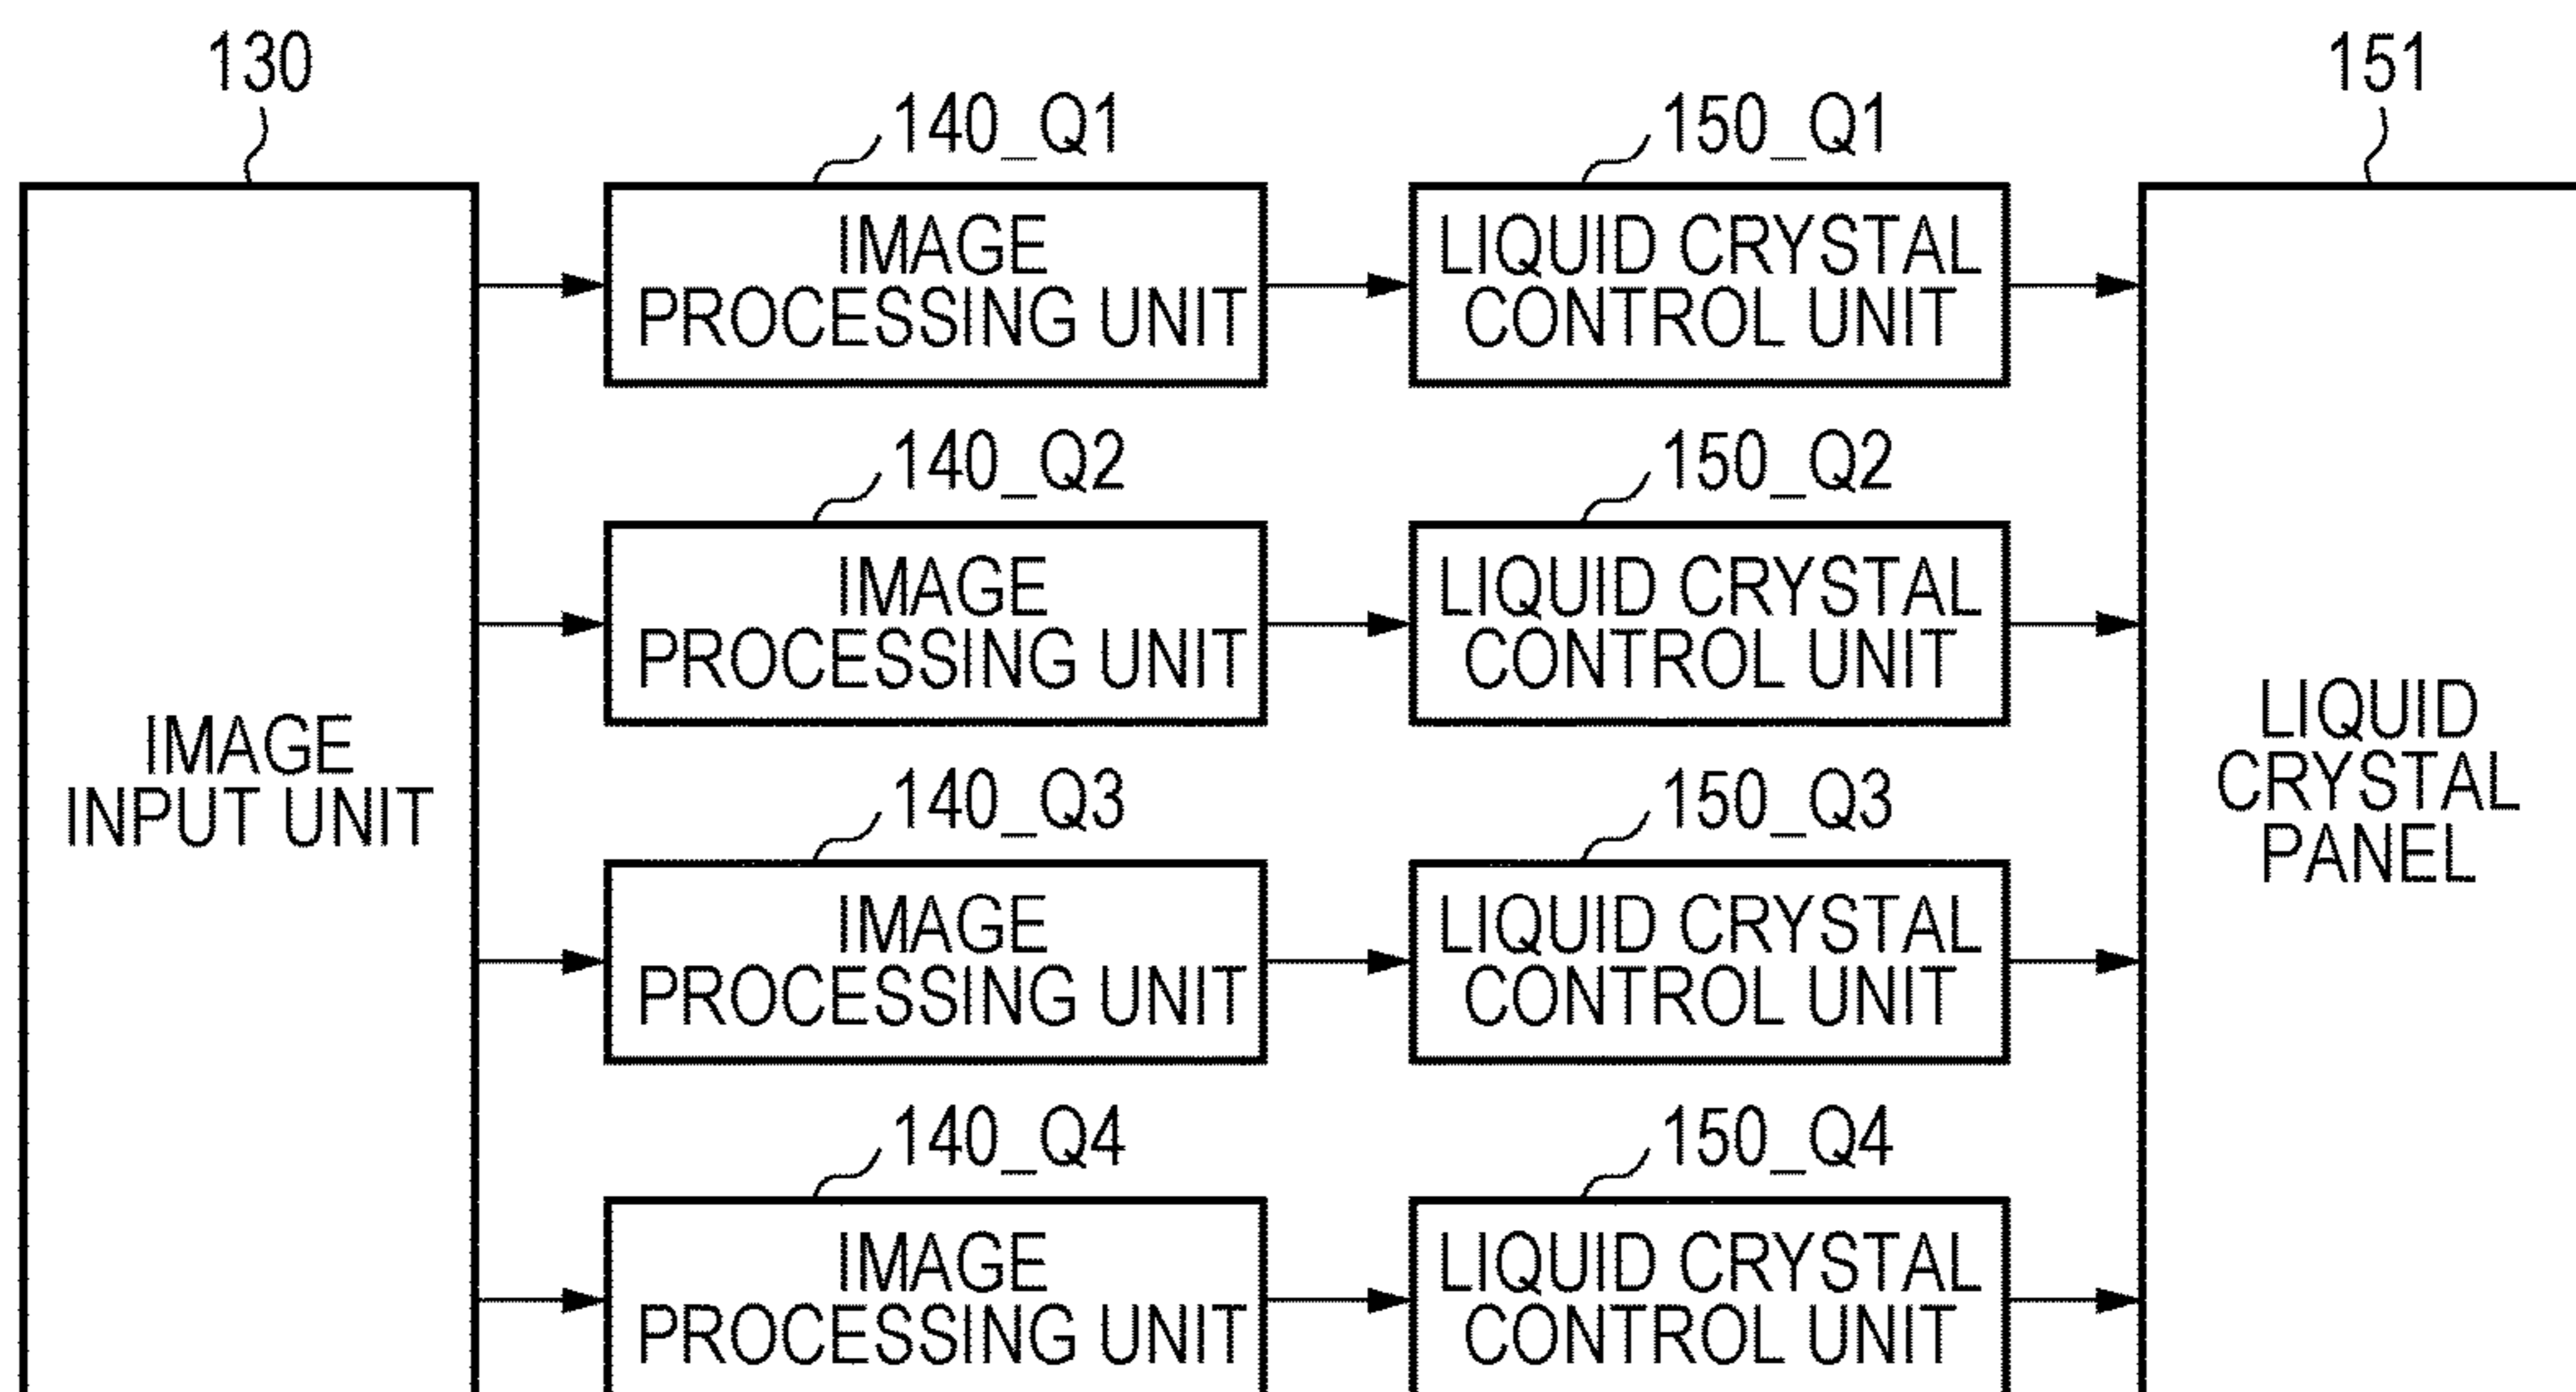 130
151
140_Q1
150_Q1
IMAGE
PROCESSING UNIT
LIQUID CRYSTAL
CONTROL UNIT
140_Q2
150_Q2
IMAGE
PROCESSING UNIT
LIQUID CRYSTAL
CONTROL UNIT
IMAGE
INPUT UNIT
LIQUID
CRYSTAL
PANEL
140_Q3
150_Q3
IMAGE
PROCESSING UNIT
LIQUID CRYSTAL
CONTROL UNIT
140_Q4
150_Q4
IMAGE
PROCESSING UNIT
LIQUID CRYSTAL
CONTROL UNIT